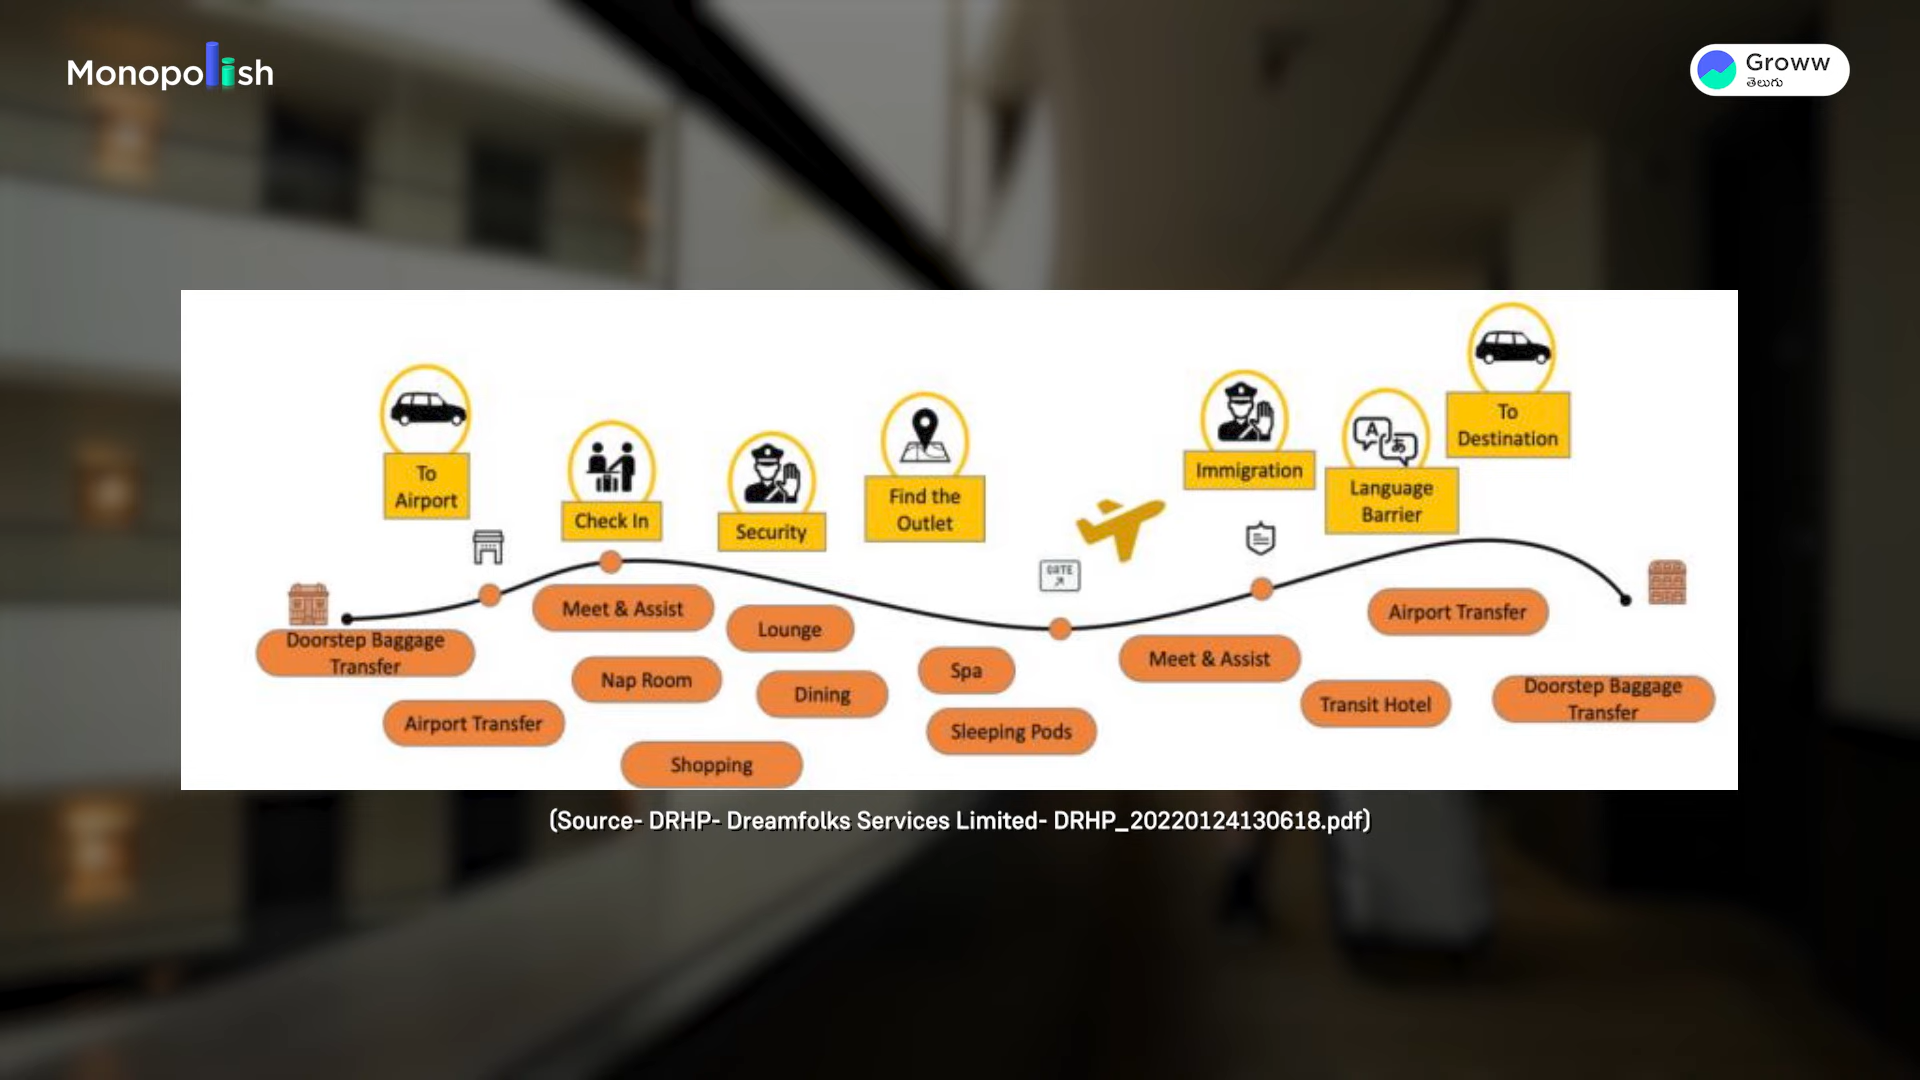 Monopolish
Groww
తెలుగు
To
Airport
Check In
Security
Find the
Outlet
Immigration
Language
Barrier
To
Destination
A
あ
GATE
Doorstep Baggage
Transfer
Airport Transfer
Meet & Assist
Nap Room
Shopping
Lounge
Dining
Spa
Sleeping Pods
Meet & Assist
Transit Hotel
Airport Transfer
Doorstep Baggage
Transfer
(Source- DRHP- Dreamfolks Services Limited- DRHP_20220124130618.pdf)